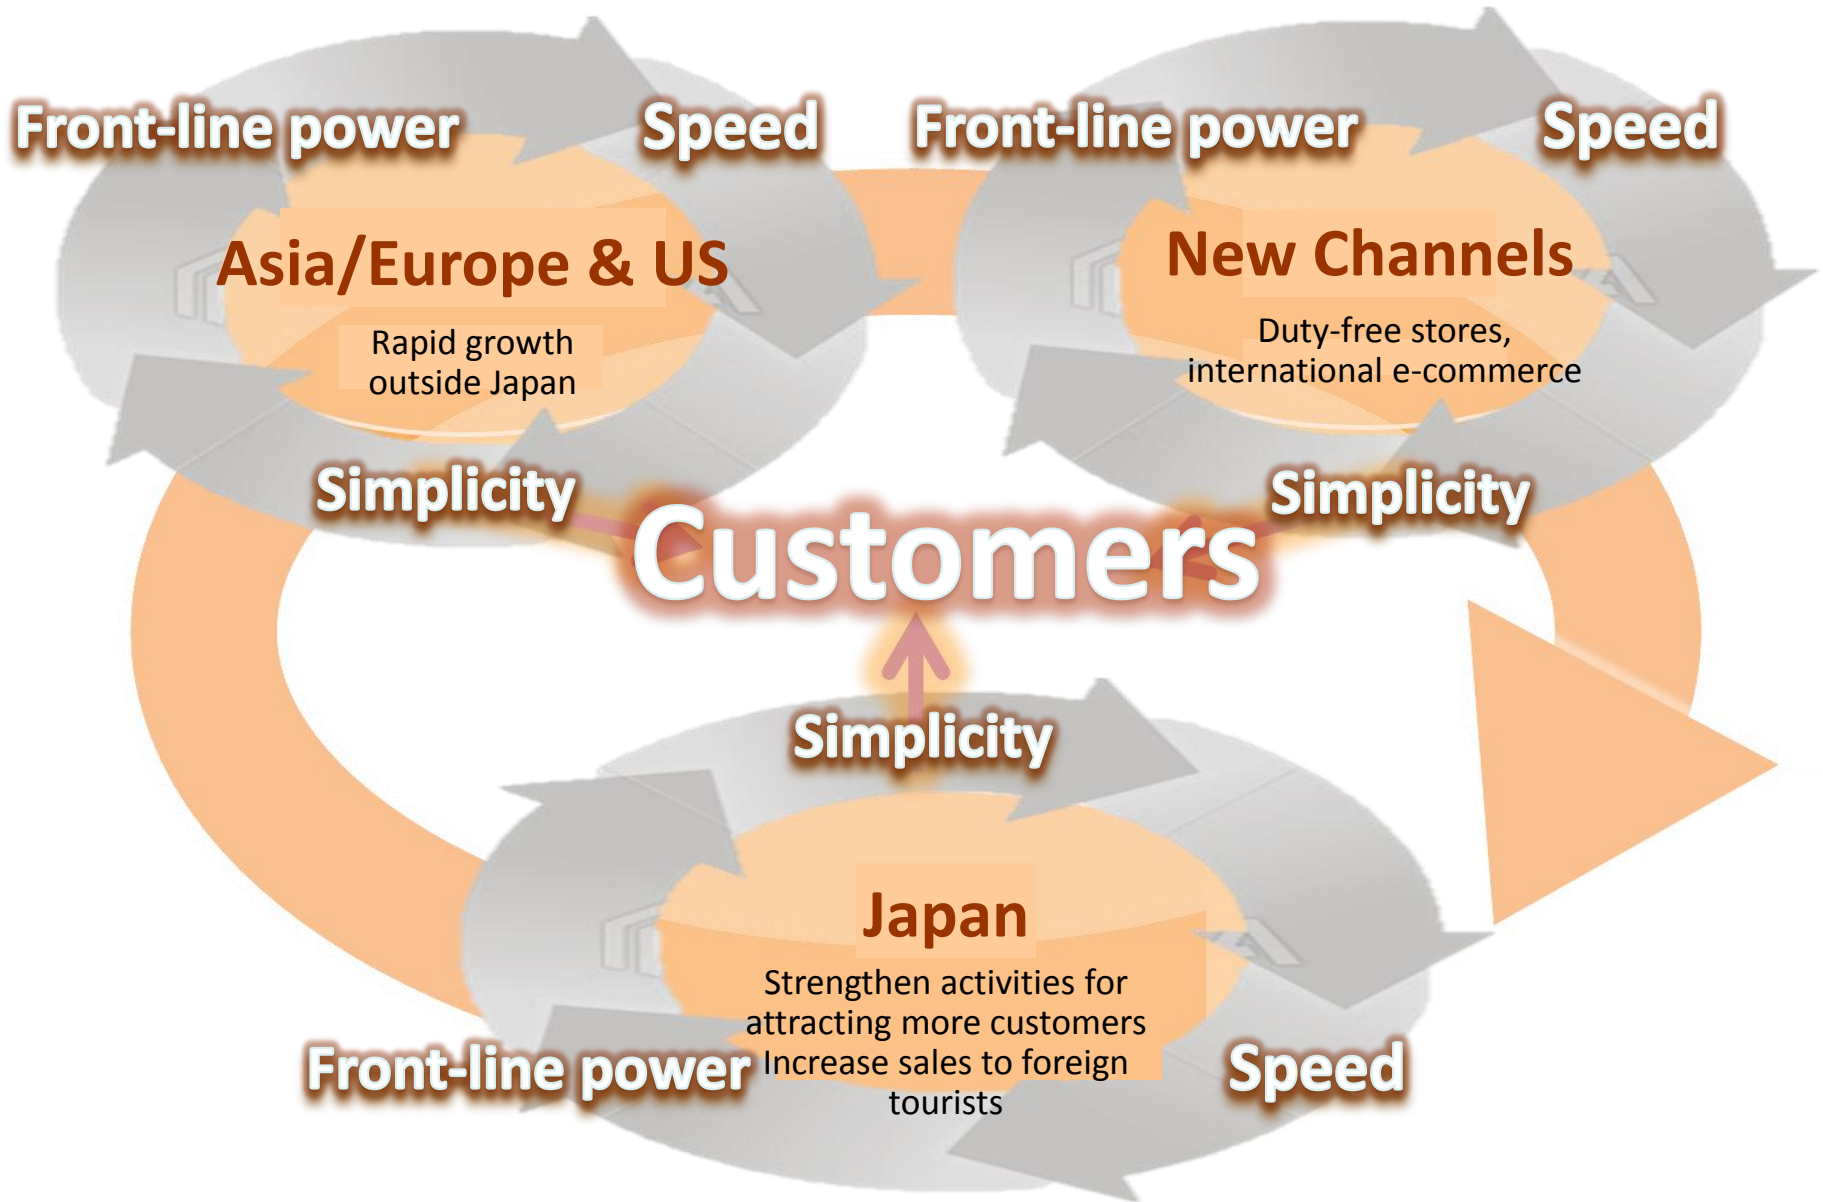 Front-line power
Speed
Asia/Europe & US
Rapid growth
outside Japan
Simplicity
Front-line power
Speed
New Channels
Duty-free stores,
international e-commerce
Simplicity
Customers
Simplicity
Japan
Strengthen activities for
attracting more customers
Increase sales to foreign
tourists
Front-line power
Speed